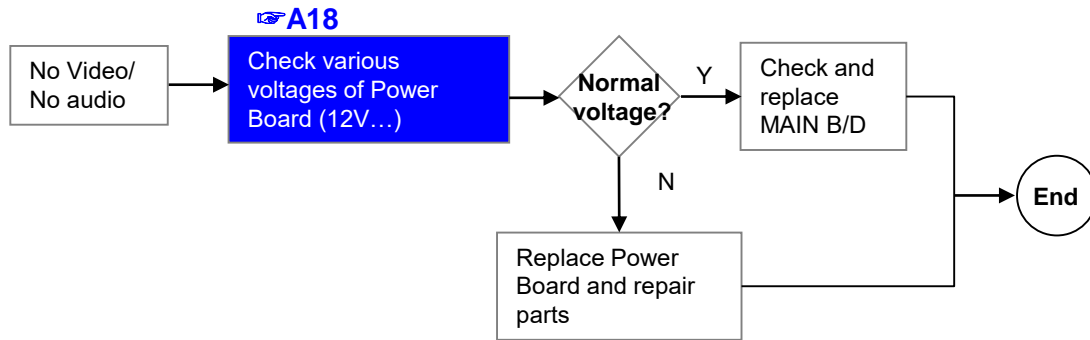 ☞A18
No Video/
No audio
Check various
voltages of Power
Board (12V…)
Normal
voltage?
Y
Check and
replace
MAIN B/D
N
Replace Power
Board and repair
parts
End